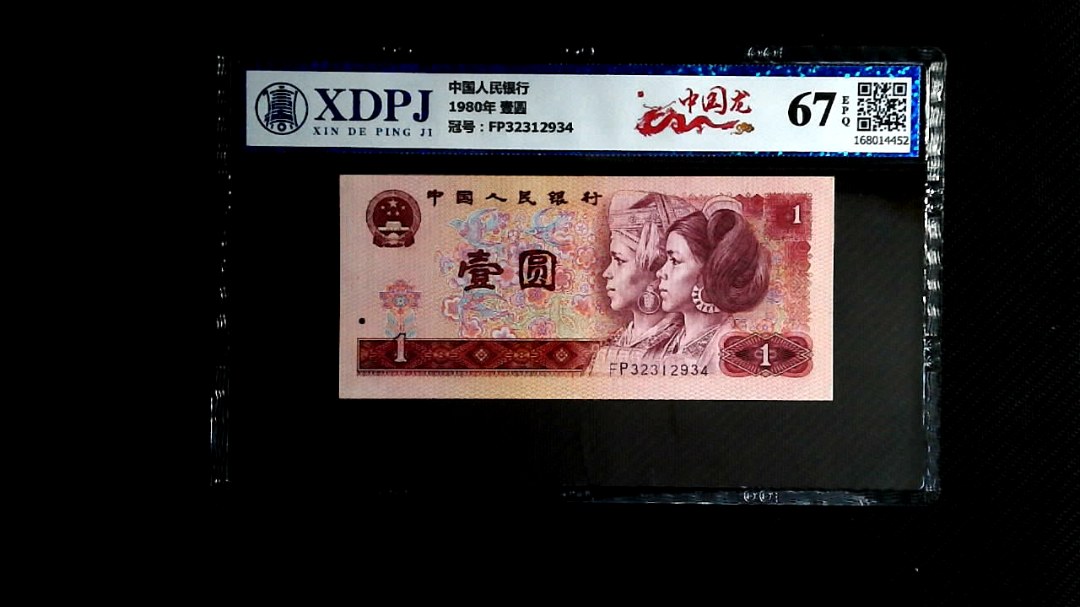 XDPJ
XIN DE PING JI
中国人民银行
1980年 壹圆
冠号：FP32312934
中国龙
67
EPQ
168014452
中国人民银行
1
壹圆
1
FP32312934
1